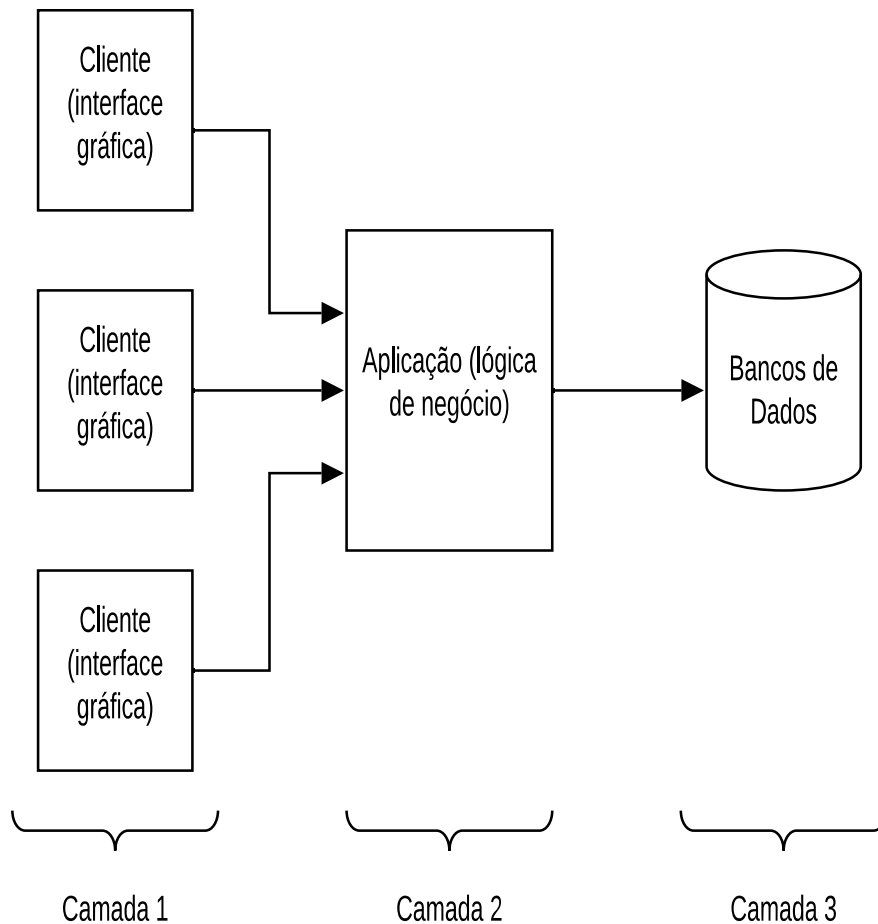 Cliente
(interface
gráfica)
Cliente
(interface
gráfica)
Cliente
(interface
gráfica)
Aplicação (lógica
de negócio)
Bancos de
Dados
Camada 1
Camada 2
Camada 3